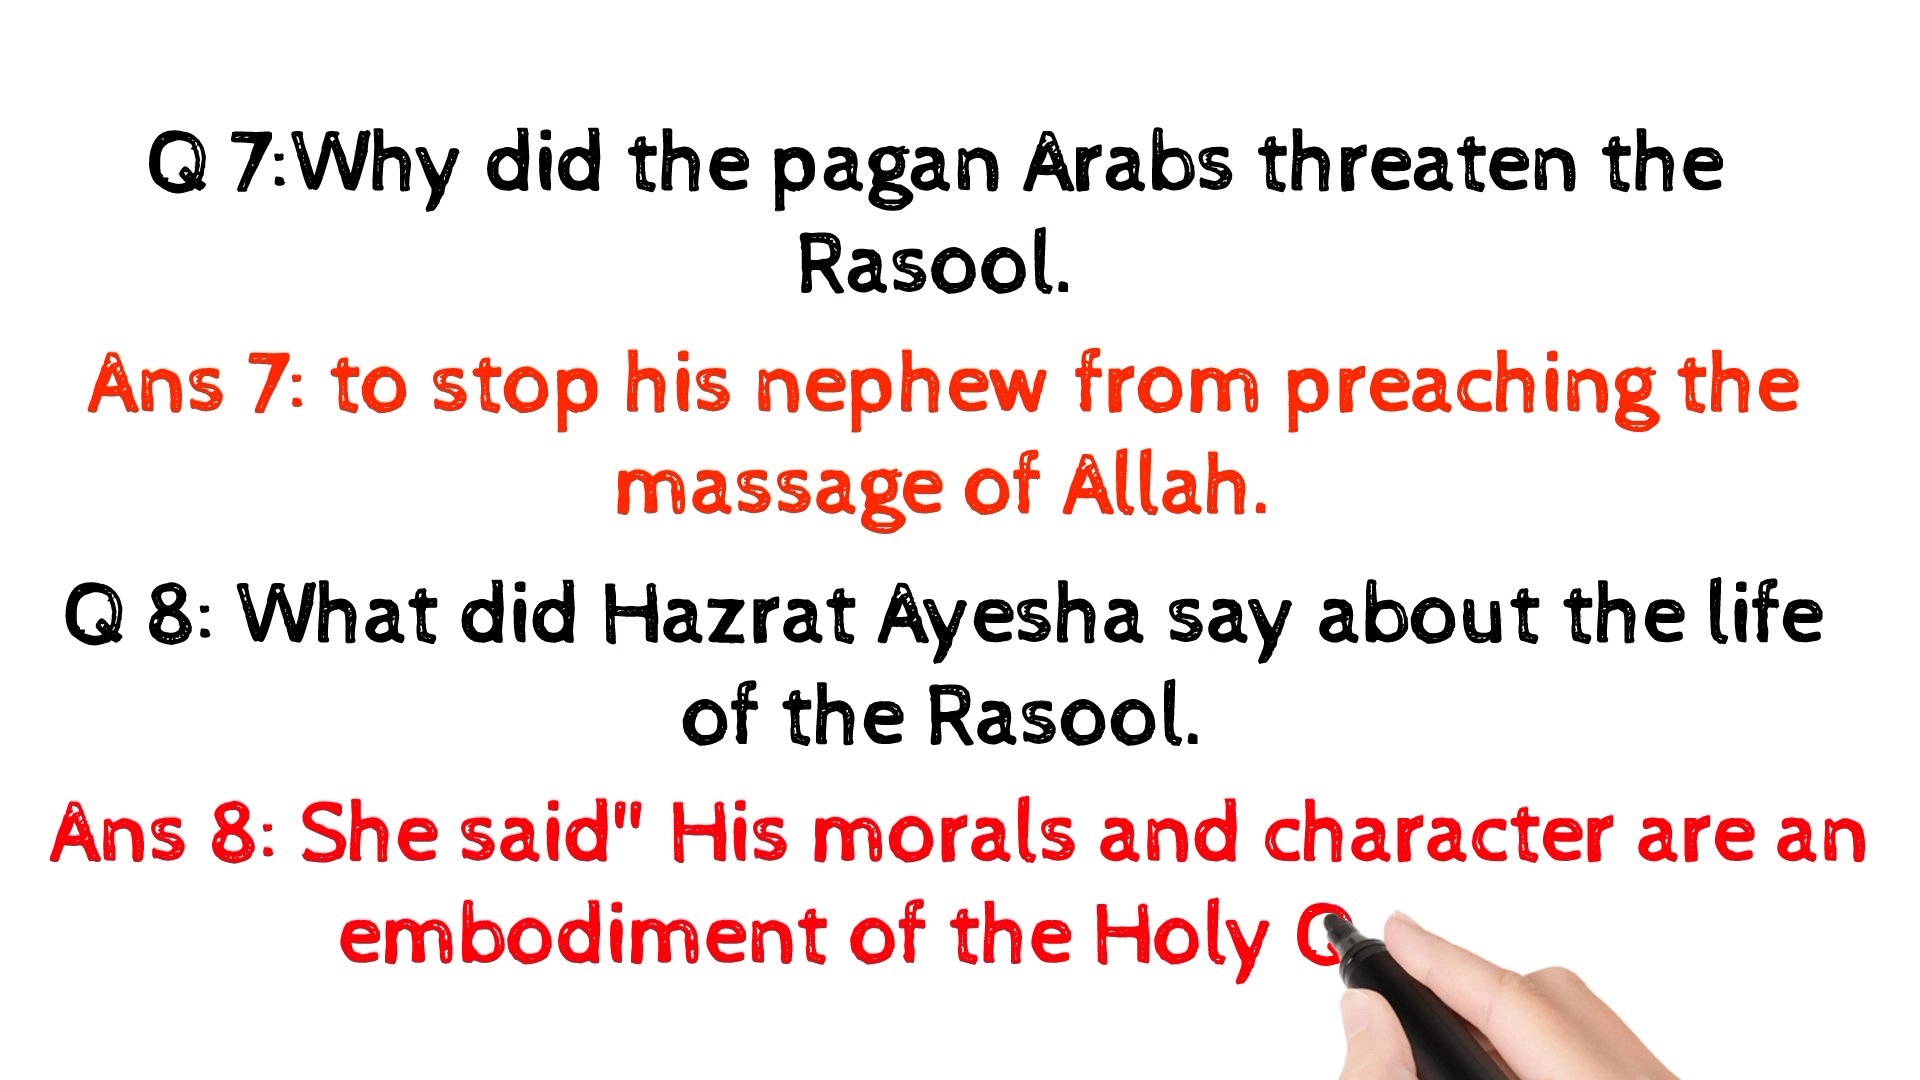 Q 7:Why did the pagan Arabs threaten the
Rasool.
Ans 7: to stop his nephew from preaching the
massage of Allah.
Q 8: What did Hazrat Ayesha say about the life
of the Rasool.
Ans 8: She said" His morals and character are an
embodiment of the Holy Q